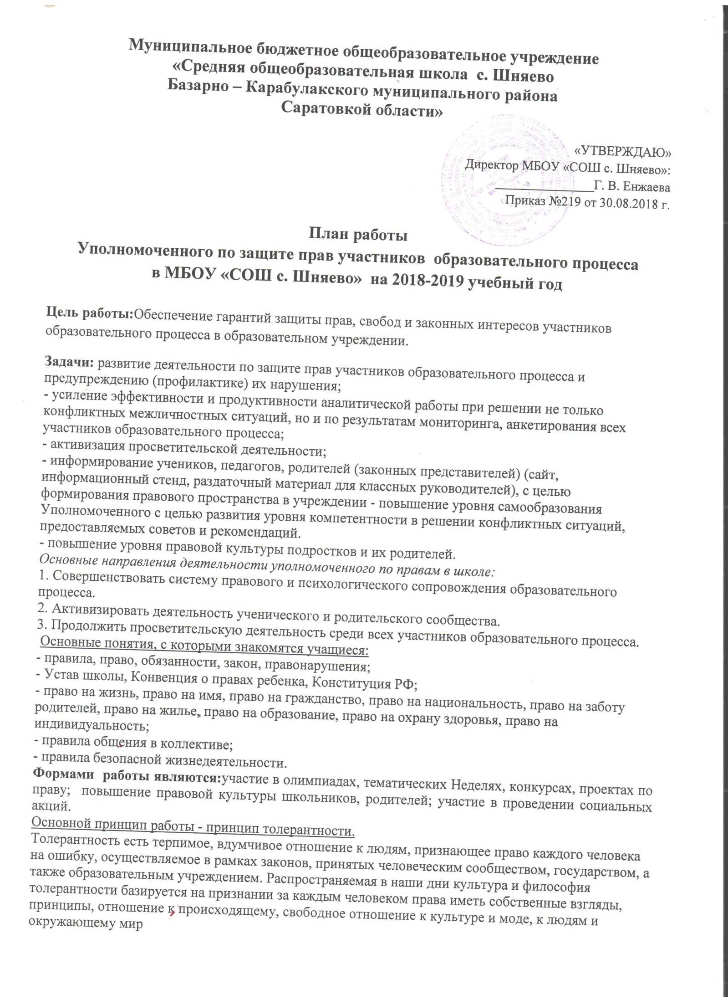 Муниципальное бюджетное общеобразовательное учреждение
«Средняя общеобразовательная школа с. Шняево
Базарно – Карабулакского муниципального района
Саратовкой области»
«УТВЕРЖДАЮ»
Директор МБОУ «СОШ с. Шняево»:
_______________Г. В. Енжаева
Приказ №219 от 30.08.2018 г.
План работы
Уполномоченного по защите прав участников образовательного процесса
в МБОУ «СОШ с. Шняево» на 2018-2019 учебный год
Цель работы:Обеспечение гарантий защиты прав, свобод и законных интересов участников
образовательного процесса в образовательном учреждении.
Задачи: развитие деятельности по защите прав участников образовательного процесса и
предупреждению (профилактике) их нарушения;
- усиление эффективности и продуктивности аналитической работы при решении не только
конфликтных межличностных ситуаций, но и по результатам мониторинга, анкетирования всех
участников образовательного процесса;
- активизация просветительской деятельности;
- информирование учеников, педагогов, родителей (законных представителей) (сайт,
информационный стенд, раздаточный материал для классных руководителей), с целью
формирования правового пространства в учреждении - повышение уровня самообразования
Уполномоченного с целью развития уровня компетентности в решении конфликтных ситуаций,
предоставляемых советов и рекомендаций.
- повышение уровня правовой культуры подростков и их родителей.
Основные направления деятельности уполномоченного по правам в школе:
1. Совершенствовать систему правового и психологического сопровождения образовательного
процесса.
2. Активизировать деятельность ученического и родительского сообщества.
3. Продолжить просветительскую деятельность среди всех участников образовательного процесса.
Основные понятия, с которыми знакомятся учащиеся:
- правила, право, обязанности, закон, правонарушения;
- Устав школы, Конвенция о правах ребенка, Конституция РФ;
- право на жизнь, право на имя, право на гражданство, право на национальность, право на заботу
родителей, право на жилье, право на образование, право на охрану здоровья, право на
индивидуальность;
- правила общения в коллективе;
- правила безопасной жизнедеятельности.
Формами работы являются:участие в олимпиадах, тематических Неделях, конкурсах, проектах по
праву; повышение правовой культуры школьников, родителей; участие в проведении социальных
акций.
Основной принцип работы - принцип толерантности.
Толерантность есть терпимое, вдумчивое отношение к людям, признающее право каждого человека
на ошибку, осуществляемое в рамках законов, принятых человеческим сообществом, государством, а
также образовательным учреждением. Распространяемая в наши дни культура и философия
толерантности базируется на признании за каждым человеком права иметь собственные взгляды,
принципы, отношение к происходящему, свободное отношение к культуре и моде, к людям и
окружающему мир